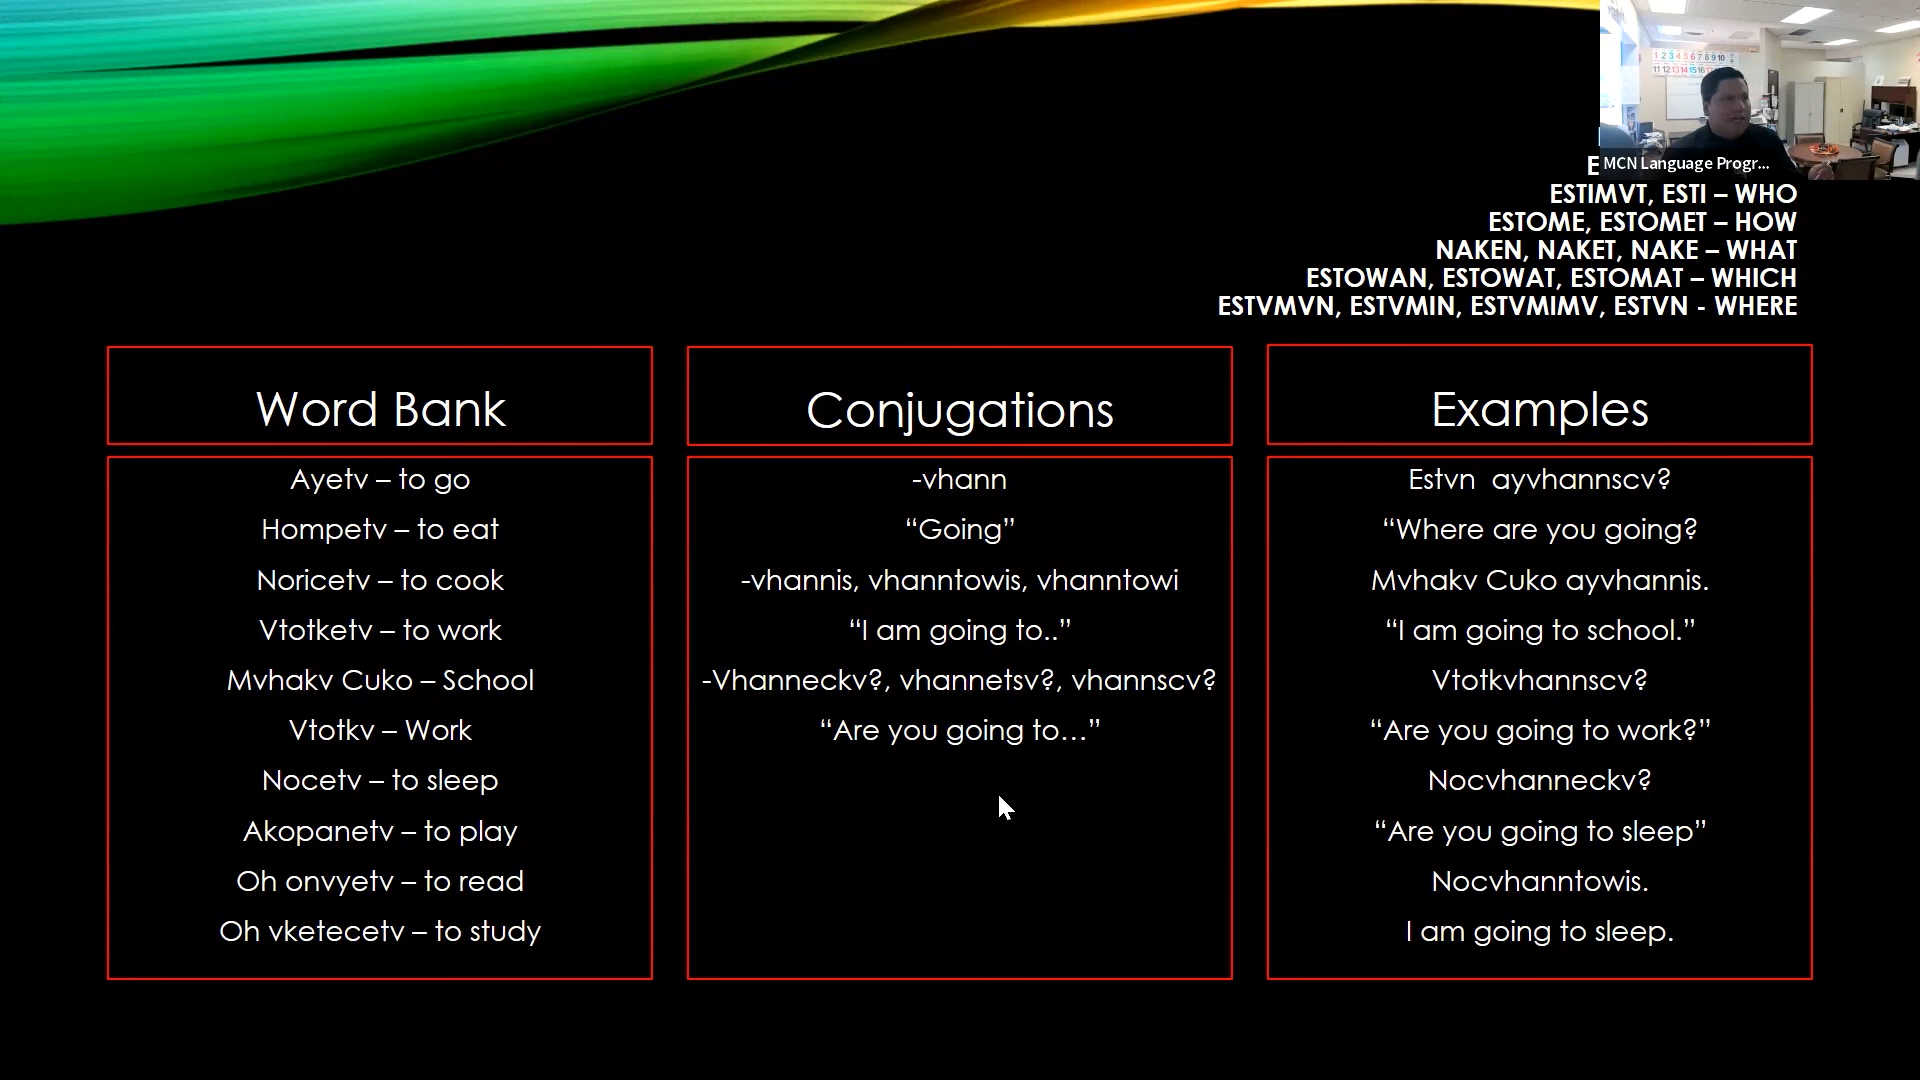 MCN Language Progr...
ESTIMVT, ESTI – WHO
ESTOME, ESTOMET – HOW
NAKEN, NAKET, NAKE – WHAT
ESTOWAN, ESTOWAT, ESTOMAT – WHICH
ESTVMVN, ESTVMIN, ESTVMIMV, ESTVN - WHERE
Word Bank
Ayetv – to go
Hompetv – to eat
Noricetv – to cook
Vtotketv – to work
Mvhakv Cuko – School
Vtotkv – Work
Nocetv – to sleep
Akopanetv – to play
Oh onvyetv – to read
Oh vketecetv – to study
Conjugations
-vhann
“Going”
-vhannis, vhanntowis, vhanntowi
“I am going to..”
-Vhanneckv?, vhannetsv?, vhannscv?
“Are you going to…”
Examples
Estvn  ayvhannscv?
“Where are you going?
Mvhakv Cuko ayvhannis.
“I am going to school.”
Vtotkvhannscv?
“Are you going to work?”
Nocvhanneckv?
“Are you going to sleep”
Nocvhanntowis.
I am going to sleep.